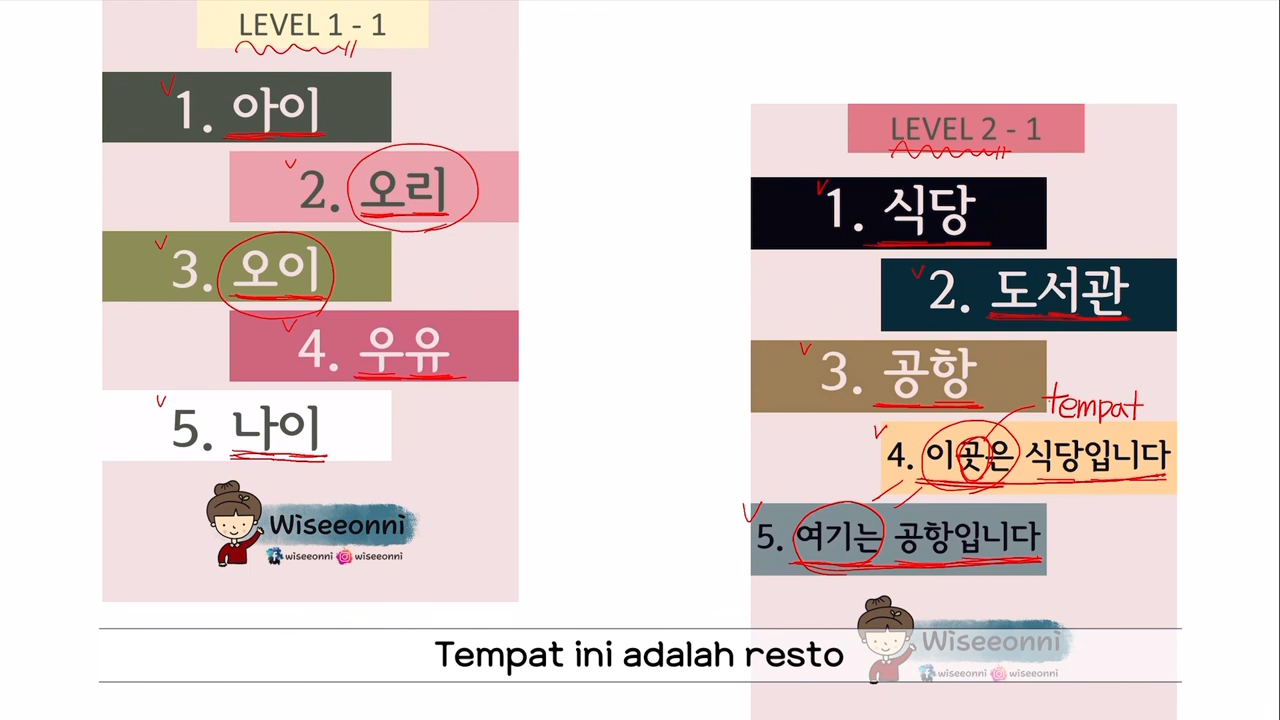 LEVEL 1 - 1
1. 아이
2. 오리
3. 오이
4. 우유
5. 나이
Wiseeonni
wiseeonni wiseeonni
LEVEL 2 - 1
1. 식당
2. 도서관
3. 공항
tempat
4. 이곳은 식당입니다
5. 여기는 공항입니다
Wiseeonni
wiseeonni wiseeonni
Tempat ini adalah resto